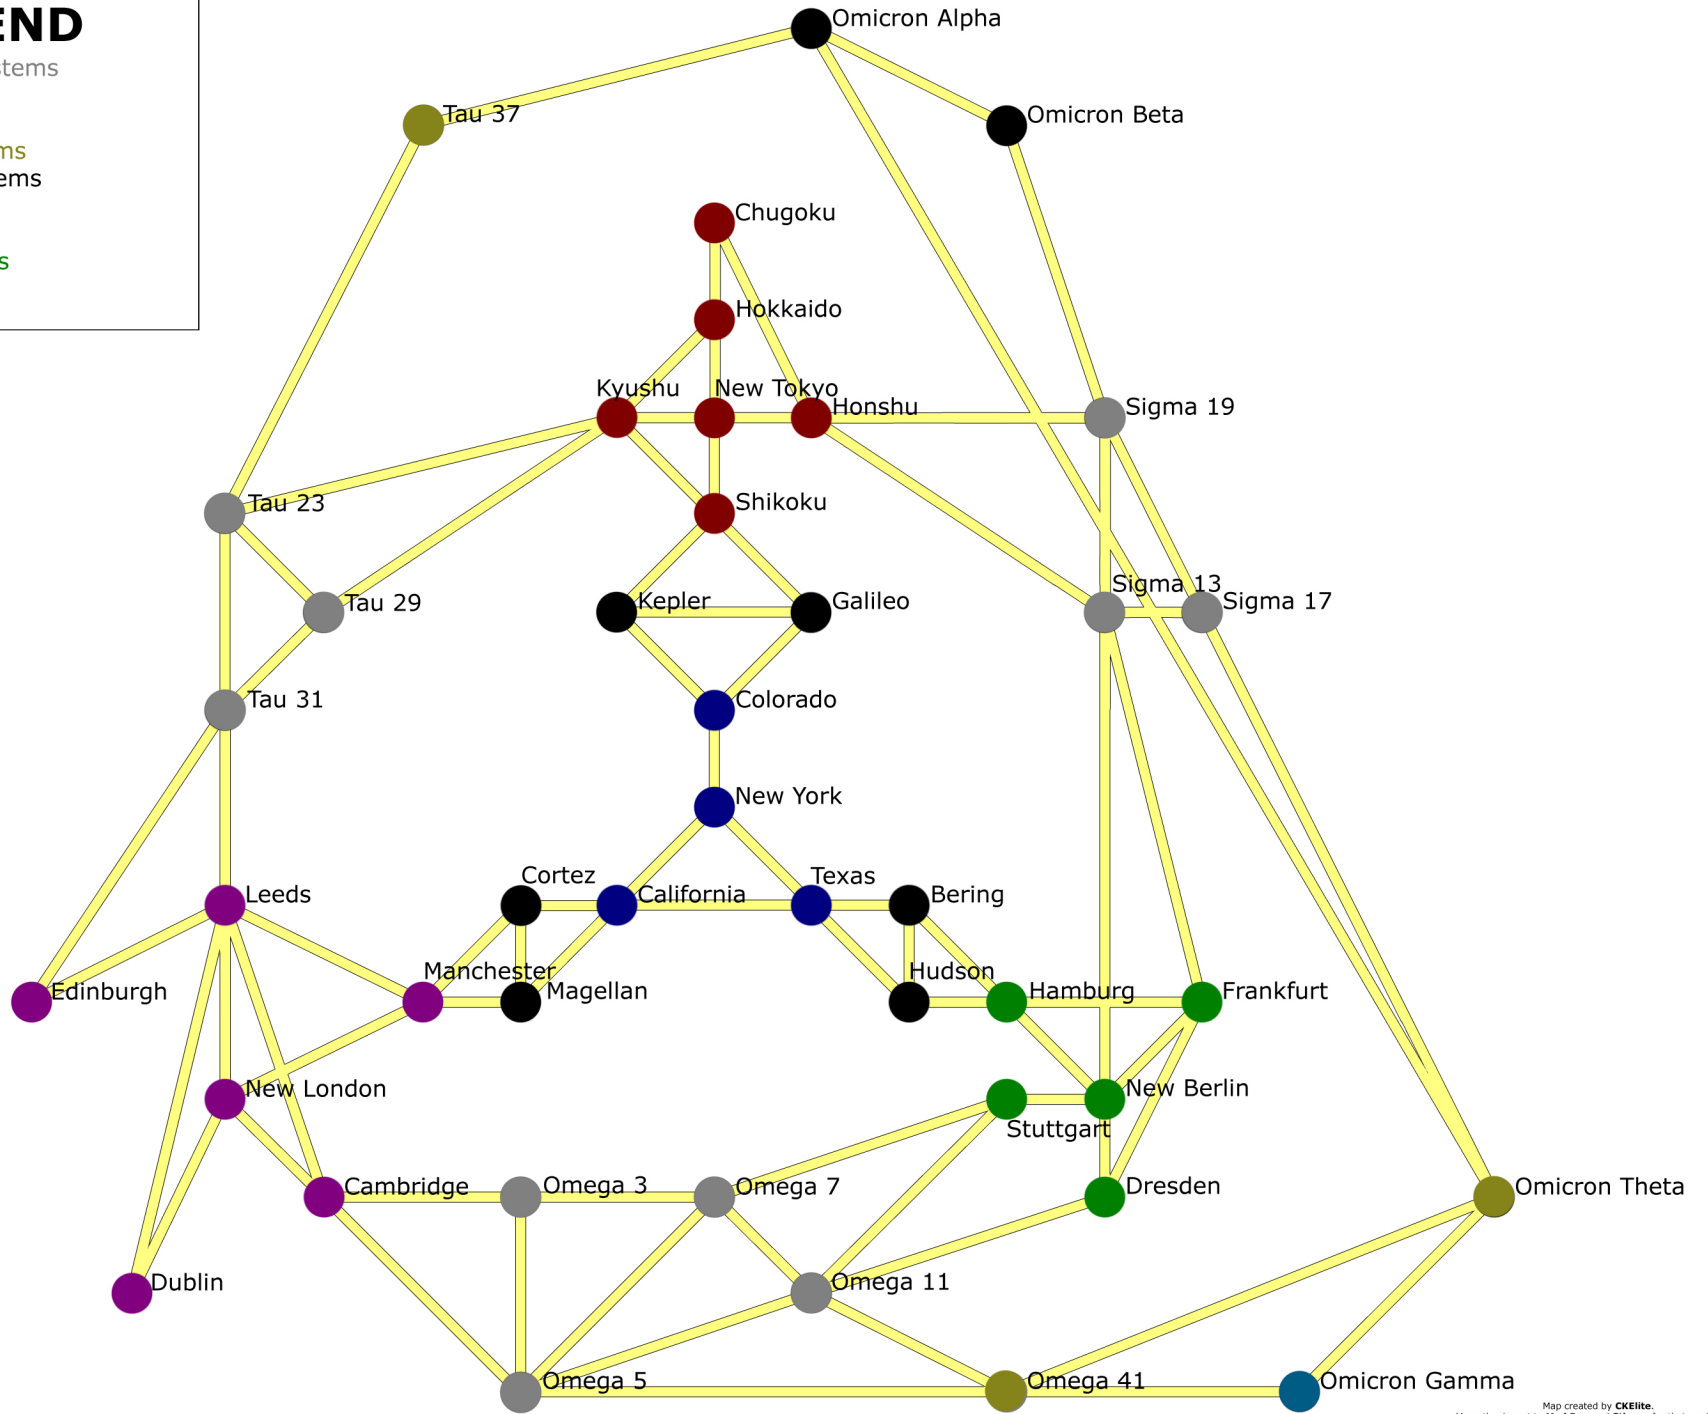 END
Omicron Alpha
stems
Tau 37
Omicron Beta
ms
ems
Chugoku
s
Hokkaido
Kyushu
New Tokyo
Honshu
Sigma 19
Tau 23
Shikoku
Sigma 13
Tau 29
Kepler
Galileo
Sigma 17
Tau 31
Colorado
New York
Cortez
Texas
Leeds
California
Bering
Manchester
Hudson
Edinburgh
Magellan
Hamburg
Frankfurt
New London
New Berlin
Stuttgart
Cambridge
Omega 3
Omega 7
Dresden
Omicron Theta
Dublin
Omega 11
Omega 5
Omega 41
Omicron Gamma
Map created by CKElite.